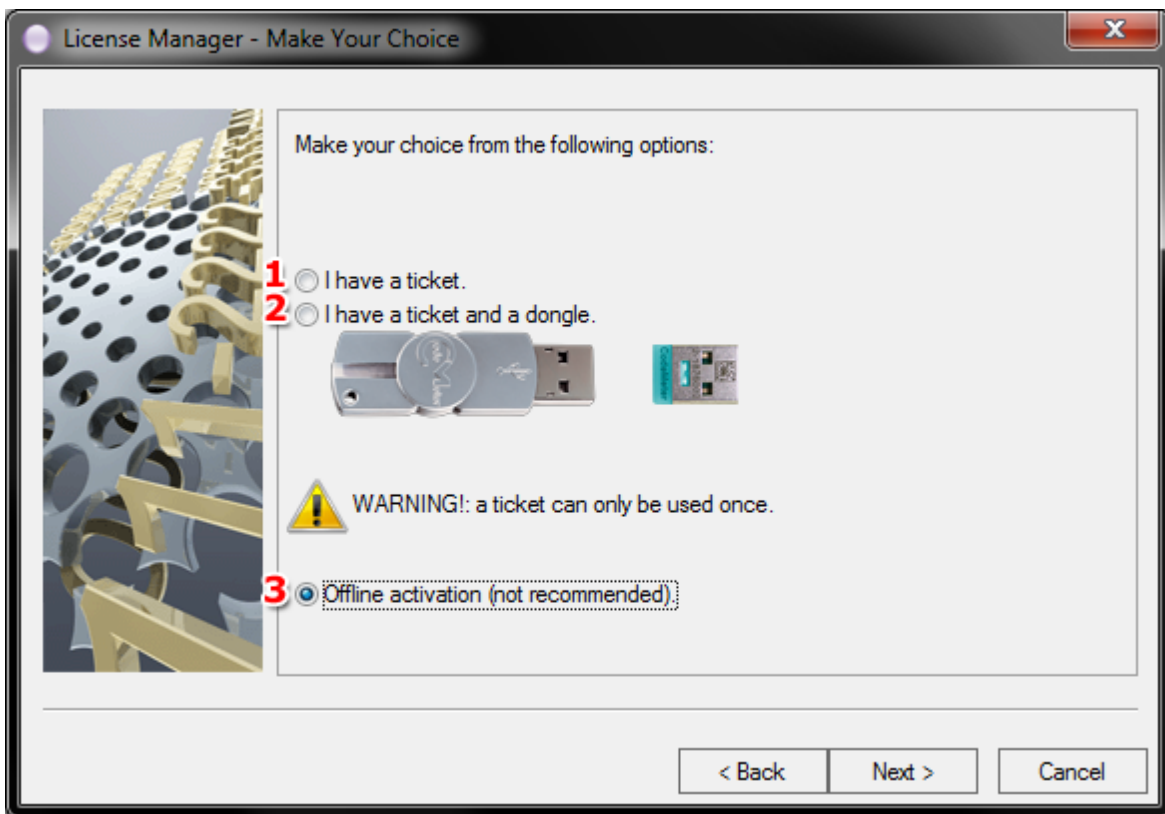 License Manager - Make Your Choice
Make your choice from the following options:
1 I have a ticket.
2 I have a ticket and a dongle.
CodeMeter
WARNING!: a ticket can only be used once.
3 Offline activation (not recommended).
< Back Next > Cancel